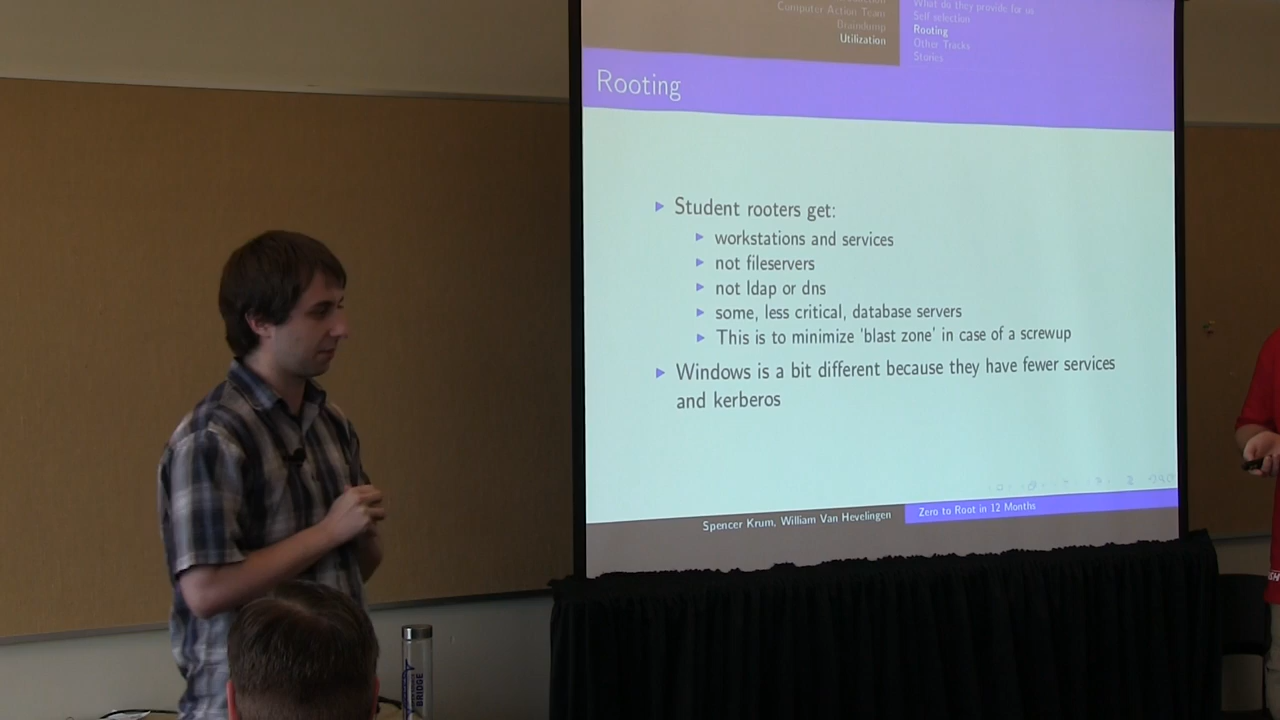 Computer Action Team
Braindump
Utilization
What do they provide for us
Self selection
Rooting
Other Tracks
Stories
Rooting
Student rooters get:
workstations and services
not fileservers
not ldap or dns
some, less critical, database servers
This is to minimize 'blast zone' in case of a screwup
Windows is a bit different because they have fewer services
and kerberos
Spencer Krum, William Van Hevelingen
Zero to Root in 12 Months
BRIDGE